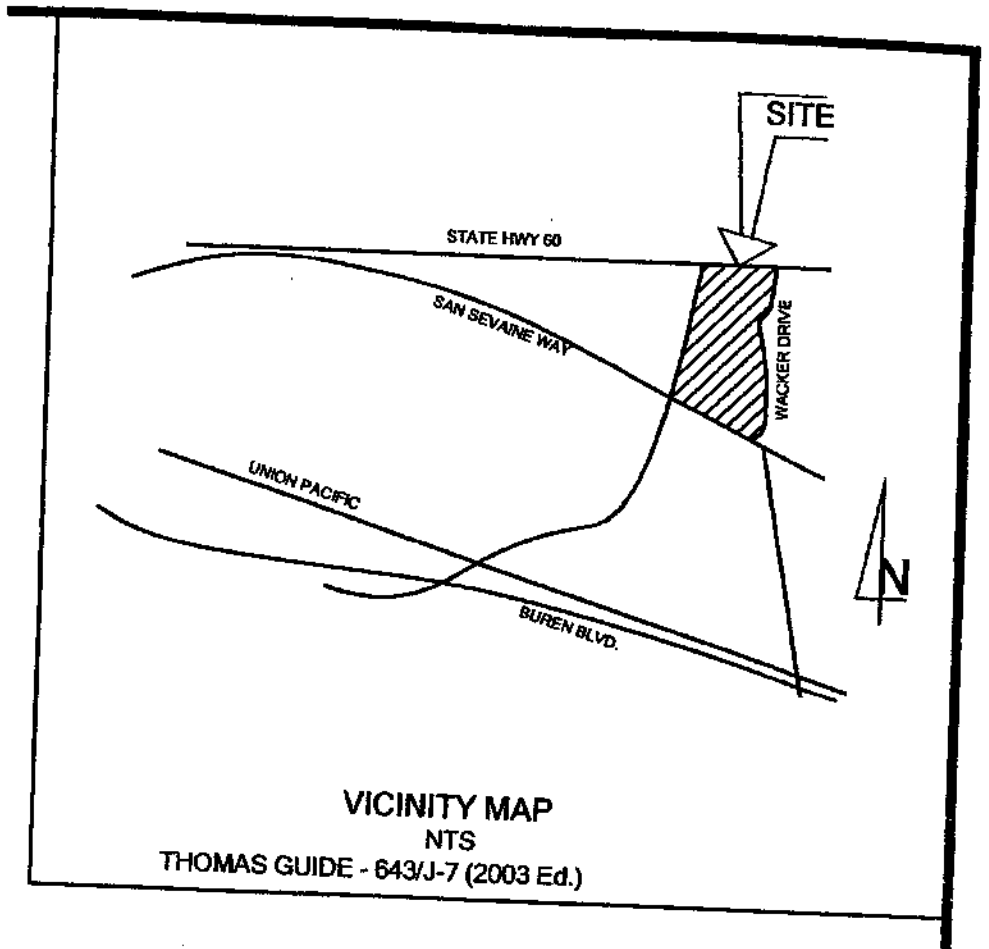 SITE
STATE HWY 60
SAN SEVAINE WAY
WACKER DRIVE
UNION PACIFIC
BUREN BLVD.
N
VICINITY MAP
NTS
THOMAS GUIDE - 643/J-7 (2003 Ed.)